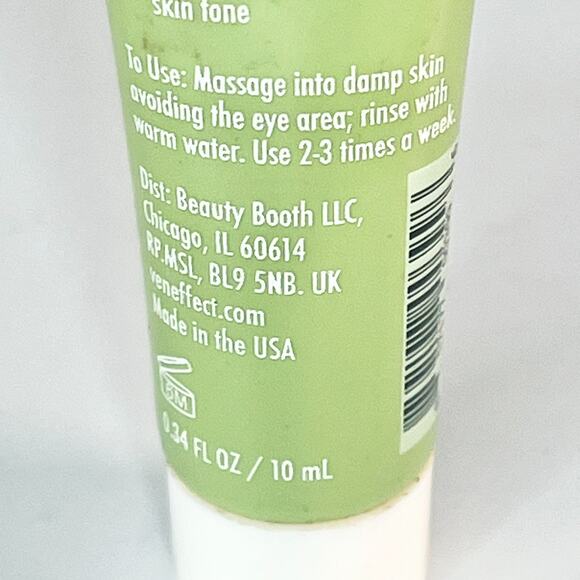 skin tone
To Use: Massage into damp skin
avoiding the eye area; rinse with
warm water. Use 2-3 times a week.
Dist: Beauty Booth LLC,
Chicago, IL 60614
RP.MSL, BL9 5NB. UK
veneffect.com
Made in the USA
6M
0.34 FL OZ / 10 mL